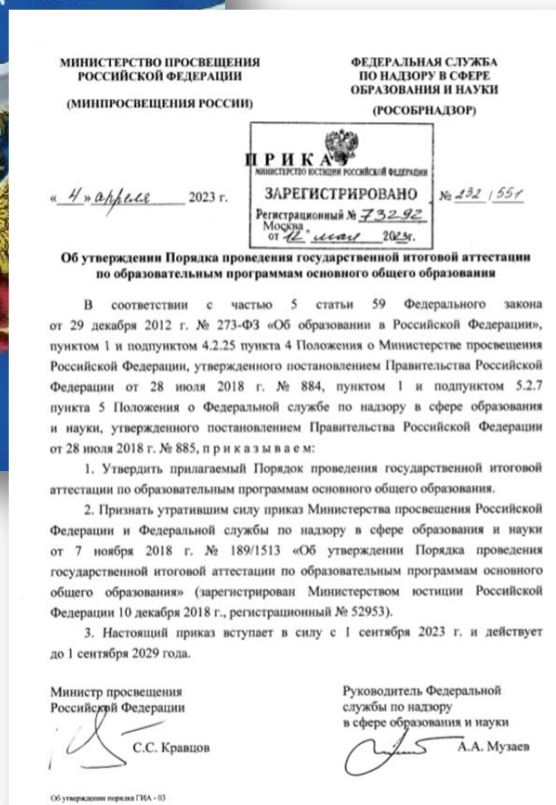 МИНИСТЕРСТВО ПРОСВЕЩЕНИЯ
РОССИЙСКОЙ ФЕДЕРАЦИИ
(МИНПРОСВЕЩЕНИЯ РОССИИ)
ФЕДЕРАЛЬНАЯ СЛУЖБА
ПО НАДЗОРУ В СФЕРЕ
ОБРАЗОВАНИЯ И НАУКИ
(РОСОБРНАДЗОР)
ПРИКАЗ
МИНИСТЕРСТВО ЮСТИЦИИ РОССИЙСКОЙ ФЕДЕРАЦИИ
ЗАРЕГИСТРИРОВАНО
Регистрационный № 73292
Москва
от 12 мая 2023г.
« 4 » апреля 2023 г.
№ 232 / 551
Об утверждении Порядка проведения государственной итоговой аттестации
по образовательным программам основного общего образования
В соответствии с частью 5 статьи 59 Федерального закона
от 29 декабря 2012 г. № 273-ФЗ «Об образовании в Российской Федерации»,
пунктом 1 и подпунктом 4.2.25 пункта 4 Положения о Министерстве просвещения
Российской Федерации, утвержденного постановлением Правительства Российской
Федерации от 28 июля 2018 г. № 884, пунктом 1 и подпунктом 5.2.7
пункта 5 Положения о Федеральной службе по надзору в сфере образования
и науки, утвержденного постановлением Правительства Российской Федерации
от 28 июля 2018 г. № 885, п р и к а з ы в а е м:
1. Утвердить прилагаемый Порядок проведения государственной итоговой
аттестации по образовательным программам основного общего образования.
2. Признать утратившим силу приказ Министерства просвещения Российской
Федерации и Федеральной службы по надзору в сфере образования и науки
от 7 ноября 2018 г. № 189/1513 «Об утверждении Порядка проведения
государственной итоговой аттестации по образовательным программам основного
общего образования» (зарегистрирован Министерством юстиции Российской
Федерации 10 декабря 2018 г., регистрационный № 52953).
3. Настоящий приказ вступает в силу с 1 сентября 2023 г. и действует
до 1 сентября 2029 года.
Министр просвещения
Российской Федерации
С.С. Кравцов
Руководитель Федеральной
службы по надзору
в сфере образования и науки
А.А. Музаев
Об утверждении порядка ГИА - 03